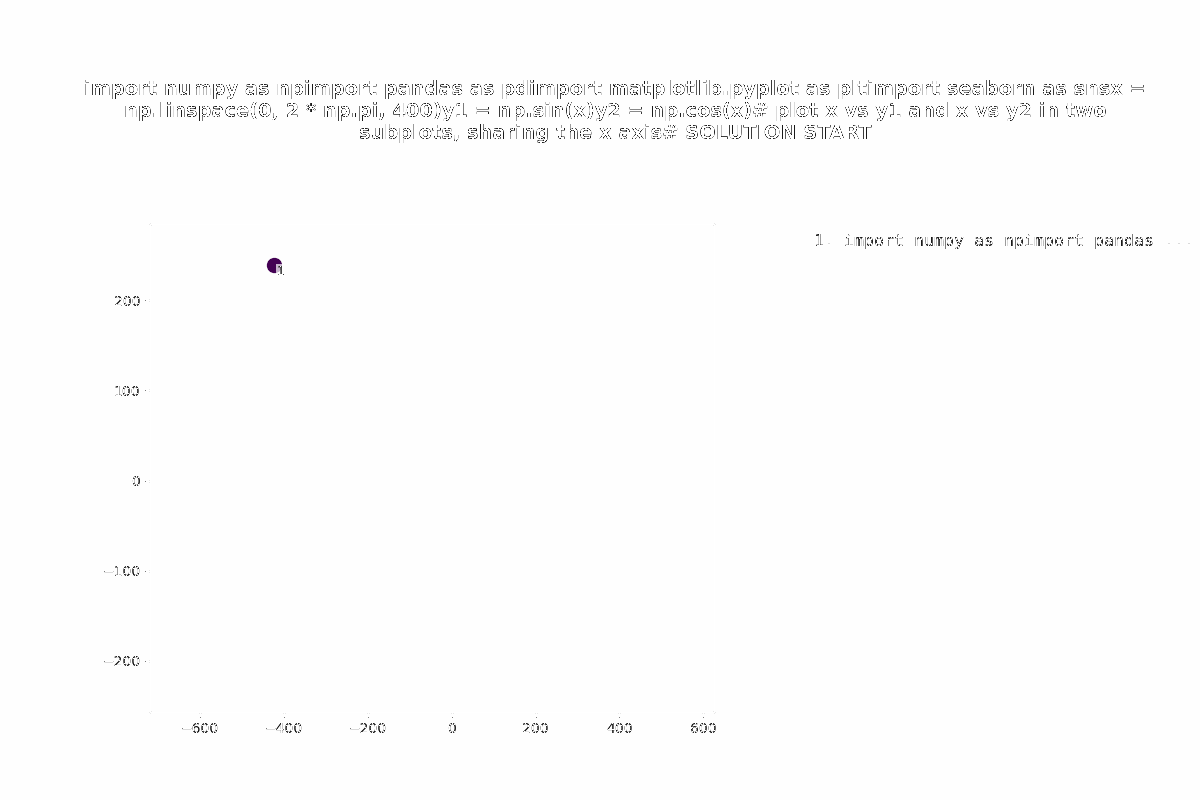 import numpy as npimport pandas as pdimport matplotlib.pyplot as pltimport seaborn as snsx =
np.linspace(0, 2 * np.pi, 400)y1 = np.sin(x)y2 = np.cos(x)# plot x vs y1 and x vs y2 in two
subplots, sharing the x axis# SOLUTION START
1. import numpy as npimport pandas ...
1
200
100
0
−100
−200
−600 −400 −200 0 200 400 600